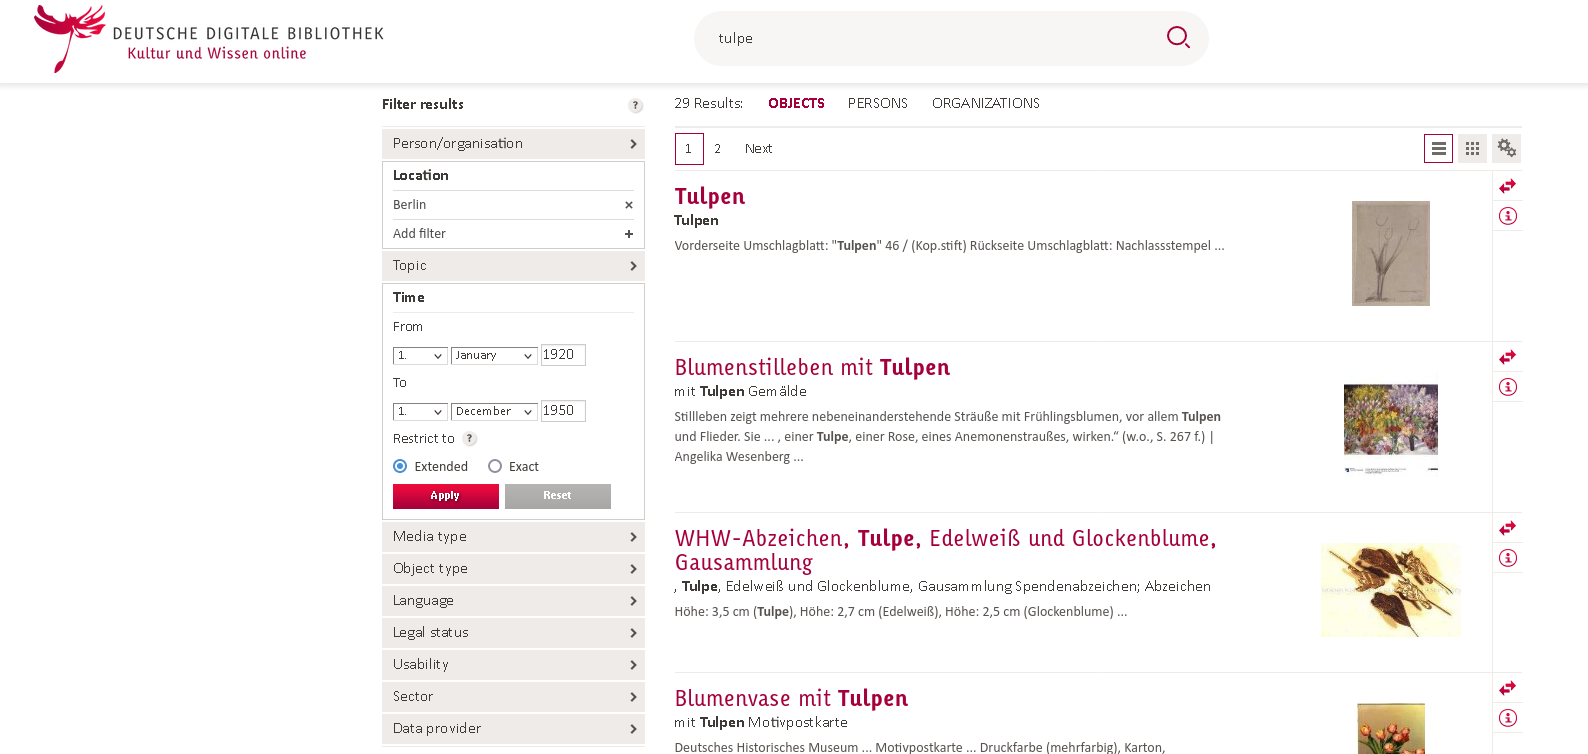 DEUTSCHE DIGITALE BIBLIOTHEK
Kultur und Wissen online
tulpe
Filter results
?
Person/organisation
Location
Berlin
Add filter
Topic
Time
From
1. January 1920
To
1. December 1950
Restrict to ?
Extended Exact
Apply Reset
Media type
Object type
Language
Legal status
Usability
Sector
Data provider
29 Results: OBJECTS PERSONS ORGANIZATIONS
1 2 Next
Tulpen
Tulpen
Vorderseite Umschlagblatt: "Tulpen" 46 / (Kop.stift) Rückseite Umschlagblatt: Nachlassstempel ...
Blumenstilleben mit Tulpen
mit Tulpen Gemälde
Stillleben zeigt mehrere nebeneinanderstehende Sträuße mit Frühlingsblumen, vor allem Tulpen
und Flieder. Sie ... , einer Tulpe, einer Rose, eines Anemonenstraußes, wirken.“ (w.o., S. 267 f.) |
Angelika Wesenberg ...
WHW-Abzeichen, Tulpe, Edelweiß und Glockenblume,
Gausammlung
, Tulpe, Edelweiß und Glockenblume, Gausammlung Spendenabzeichen; Abzeichen
Höhe: 3,5 cm (Tulpe), Höhe: 2,7 cm (Edelweiß), Höhe: 2,5 cm (Glockenblume) ...
Blumenvase mit Tulpen
mit Tulpen Motivpostkarte
Deutsches Historisches Museum ... Motivpostkarte ... Druckfarbe (mehrfarbig), Karton,